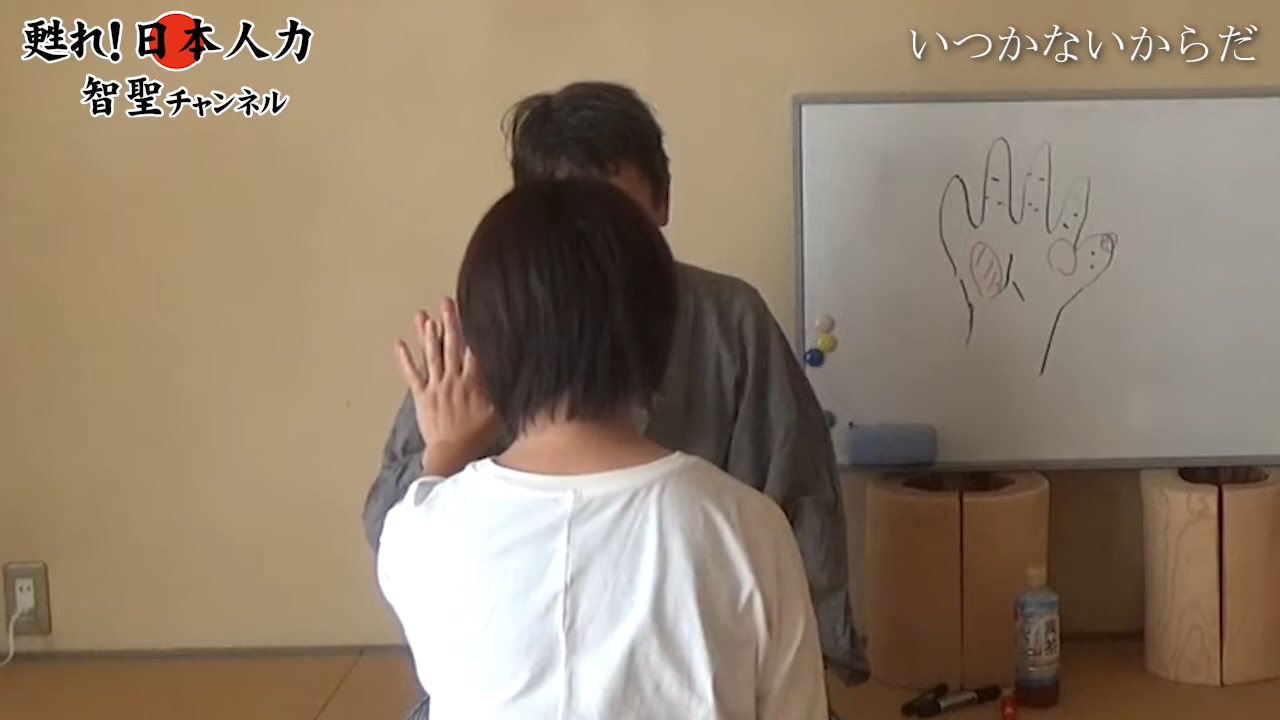 甦れ!日本人力
智聖チャンネル
いつかないからだ